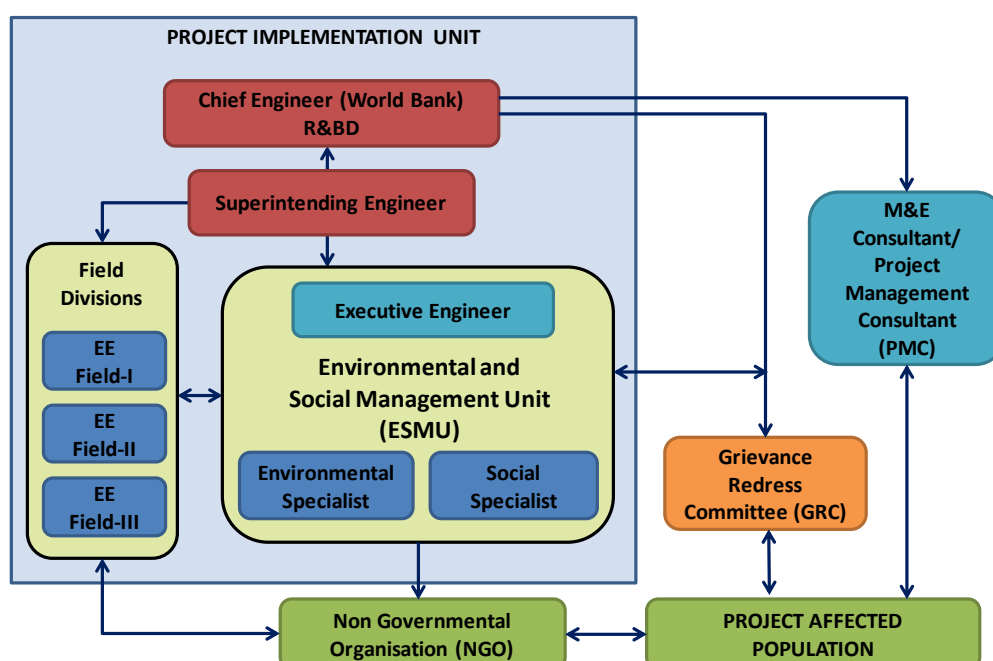 PROJECT IMPLEMENTATION UNIT
Chief Engineer (World Bank)
R&BD
Superintending Engineer
M&E
Consultant/
Project
Management
Consultant
(PMC)
Field
Divisions
EE
Field-I
EE
Field-II
EE
Field-III
Executive Engineer
Environmental and
Social Management Unit
(ESMU)
Environmental
Specialist
Social
Specialist
Grievance
Redress
Committee (GRC)
Non Governmental
Organisation (NGO)
PROJECT AFFECTED
POPULATION